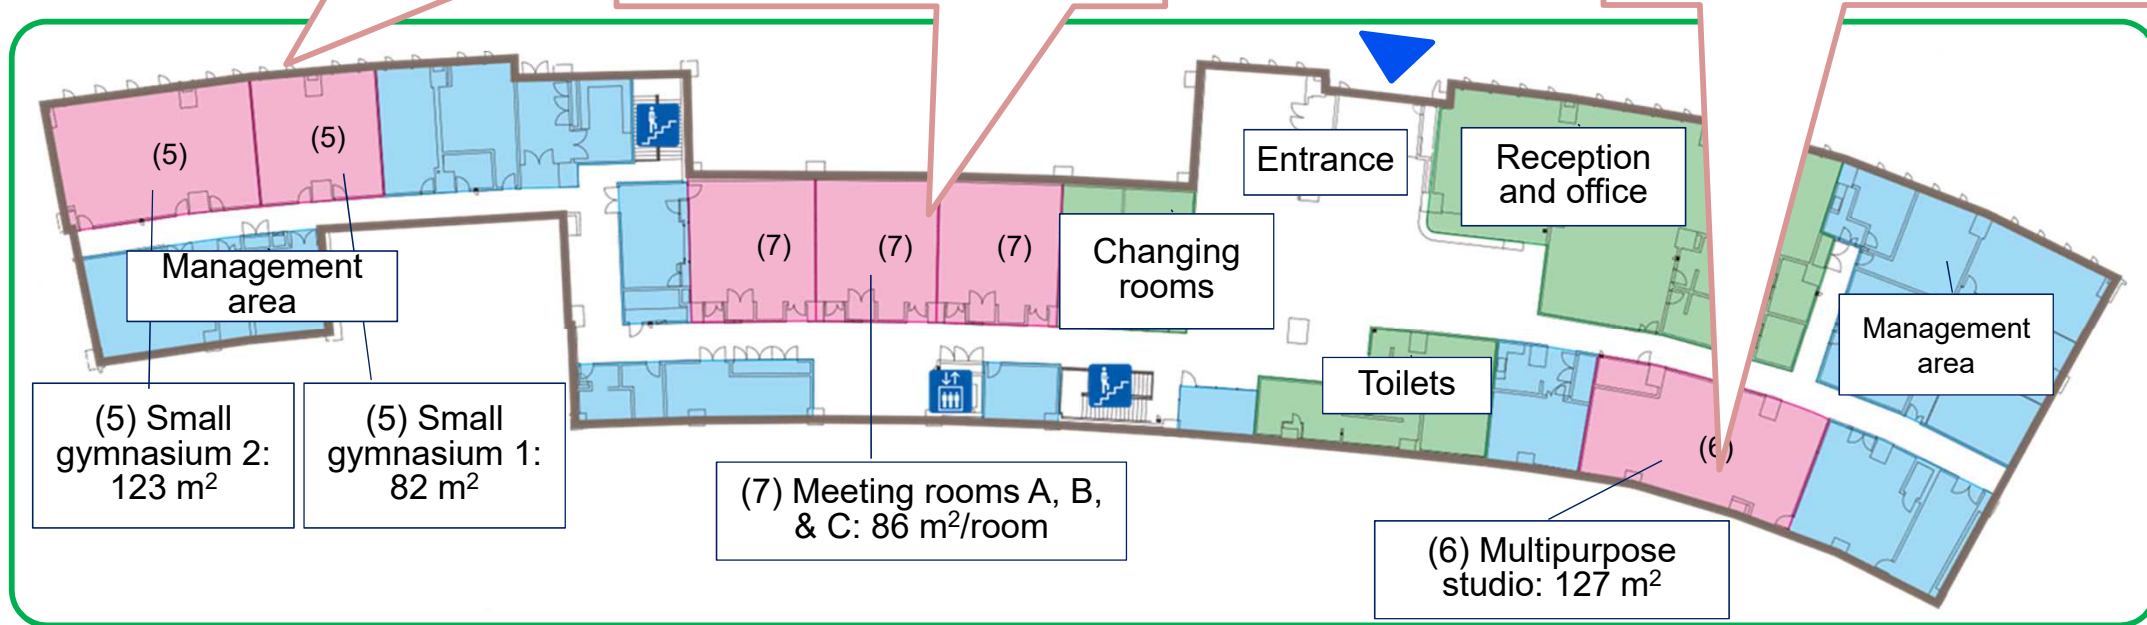 (5)
(5)
Entrance
Reception
and office
(7)
(7)
(7)
Changing
rooms
Management
area
Management
area
Toilets
(5) Small
gymnasium 2:
123 m²
(5) Small
gymnasium 1:
82 m²
(6)
(7) Meeting rooms A, B,
& C: 86 m²/room
(6) Multipurpose
studio: 127 m²